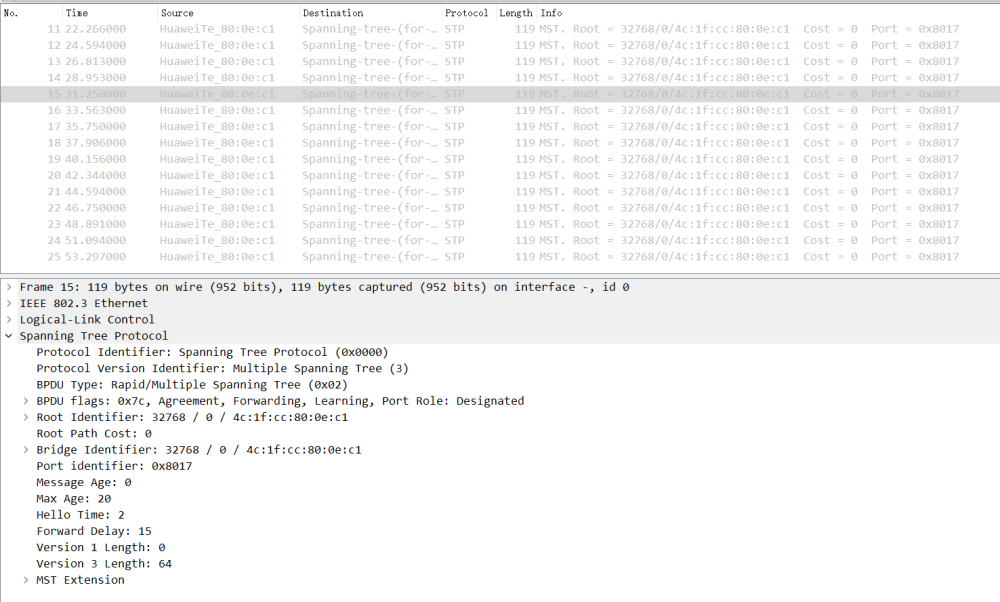 No. Time Source Destination Protocol Length Info
11 22.266000 HuaweiTe_80:0e:c1 Spanning-tree-(for-… STP 119 MST. Root = 32768/0/4c:1f:cc:80:0e:c1 Cost = 0 Port = 0x8017
12 24.594000 HuaweiTe_80:0e:c1 Spanning-tree-(for-… STP 119 MST. Root = 32768/0/4c:1f:cc:80:0e:c1 Cost = 0 Port = 0x8017
13 26.813000 HuaweiTe_80:0e:c1 Spanning-tree-(for-… STP 119 MST. Root = 32768/0/4c:1f:cc:80:0e:c1 Cost = 0 Port = 0x8017
14 28.953000 HuaweiTe_80:0e:c1 Spanning-tree-(for-… STP 119 MST. Root = 32768/0/4c:1f:cc:80:0e:c1 Cost = 0 Port = 0x8017
15 31.250000 HuaweiTe_80:0e:c1 Spanning-tree-(for-… STP 119 MST. Root = 32768/0/4c:1f:cc:80:0e:c1 Cost = 0 Port = 0x8017
16 33.563000 HuaweiTe_80:0e:c1 Spanning-tree-(for-… STP 119 MST. Root = 32768/0/4c:1f:cc:80:0e:c1 Cost = 0 Port = 0x8017
17 35.750000 HuaweiTe_80:0e:c1 Spanning-tree-(for-… STP 119 MST. Root = 32768/0/4c:1f:cc:80:0e:c1 Cost = 0 Port = 0x8017
18 37.906000 HuaweiTe_80:0e:c1 Spanning-tree-(for-… STP 119 MST. Root = 32768/0/4c:1f:cc:80:0e:c1 Cost = 0 Port = 0x8017
19 40.156000 HuaweiTe_80:0e:c1 Spanning-tree-(for-… STP 119 MST. Root = 32768/0/4c:1f:cc:80:0e:c1 Cost = 0 Port = 0x8017
20 42.344000 HuaweiTe_80:0e:c1 Spanning-tree-(for-… STP 119 MST. Root = 32768/0/4c:1f:cc:80:0e:c1 Cost = 0 Port = 0x8017
21 44.594000 HuaweiTe_80:0e:c1 Spanning-tree-(for-… STP 119 MST. Root = 32768/0/4c:1f:cc:80:0e:c1 Cost = 0 Port = 0x8017
22 46.750000 HuaweiTe_80:0e:c1 Spanning-tree-(for-… STP 119 MST. Root = 32768/0/4c:1f:cc:80:0e:c1 Cost = 0 Port = 0x8017
23 48.891000 HuaweiTe_80:0e:c1 Spanning-tree-(for-… STP 119 MST. Root = 32768/0/4c:1f:cc:80:0e:c1 Cost = 0 Port = 0x8017
24 51.094000 HuaweiTe_80:0e:c1 Spanning-tree-(for-… STP 119 MST. Root = 32768/0/4c:1f:cc:80:0e:c1 Cost = 0 Port = 0x8017
25 53.297000 HuaweiTe_80:0e:c1 Spanning-tree-(for-… STP 119 MST. Root = 32768/0/4c:1f:cc:80:0e:c1 Cost = 0 Port = 0x8017
Frame 15: 119 bytes on wire (952 bits), 119 bytes captured (952 bits) on interface -, id 0
IEEE 802.3 Ethernet
Logical-Link Control
Spanning Tree Protocol
Protocol Identifier: Spanning Tree Protocol (0x0000)
Protocol Version Identifier: Multiple Spanning Tree (3)
BPDU Type: Rapid/Multiple Spanning Tree (0x02)
BPDU flags: 0x7c, Agreement, Forwarding, Learning, Port Role: Designated
Root Identifier: 32768 / 0 / 4c:1f:cc:80:0e:c1
Root Path Cost: 0
Bridge Identifier: 32768 / 0 / 4c:1f:cc:80:0e:c1
Port identifier: 0x8017
Message Age: 0
Max Age: 20
Hello Time: 2
Forward Delay: 15
Version 1 Length: 0
Version 3 Length: 64
MST Extension